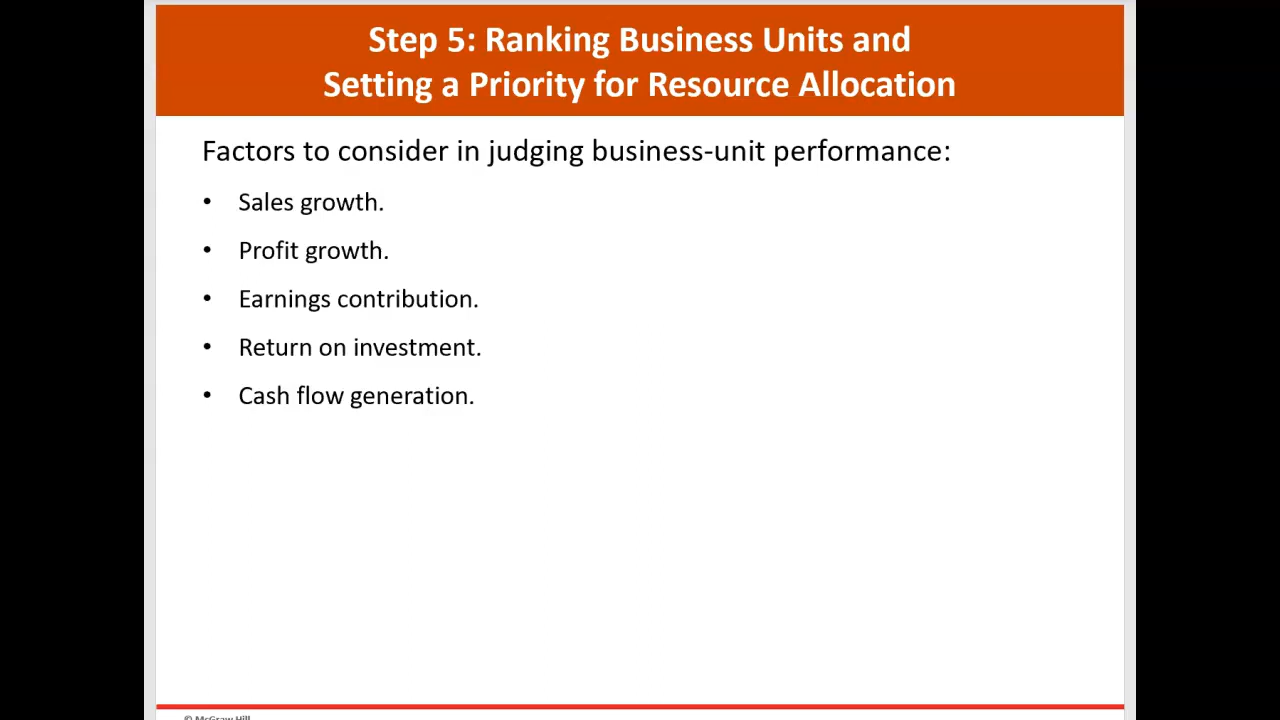 Step 5: Ranking Business Units and
Setting a Priority for Resource Allocation
Factors to consider in judging business-unit performance:
• Sales growth.
• Profit growth.
• Earnings contribution.
• Return on investment.
• Cash flow generation.
© McGraw Hill